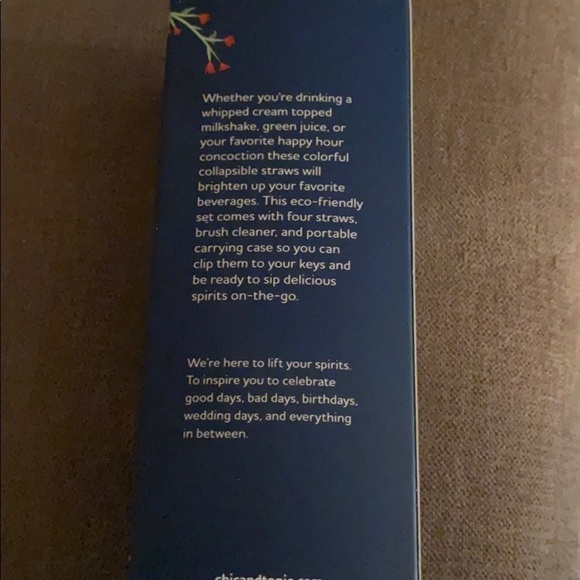 Whether you're drinking a
whipped cream topped
milkshake, green juice, or
your favorite happy hour
concoction these colorful
collapsible straws will
brighten up your favorite
beverages. This eco-friendly
set comes with four straws,
brush cleaner, and portable
carrying case so you can
clip them to your keys and
be ready to sip delicious
spirits on-the-go.
We're here to lift your spirits.
To inspire you to celebrate
good days, bad days, birthdays,
wedding days, and everything
in between.